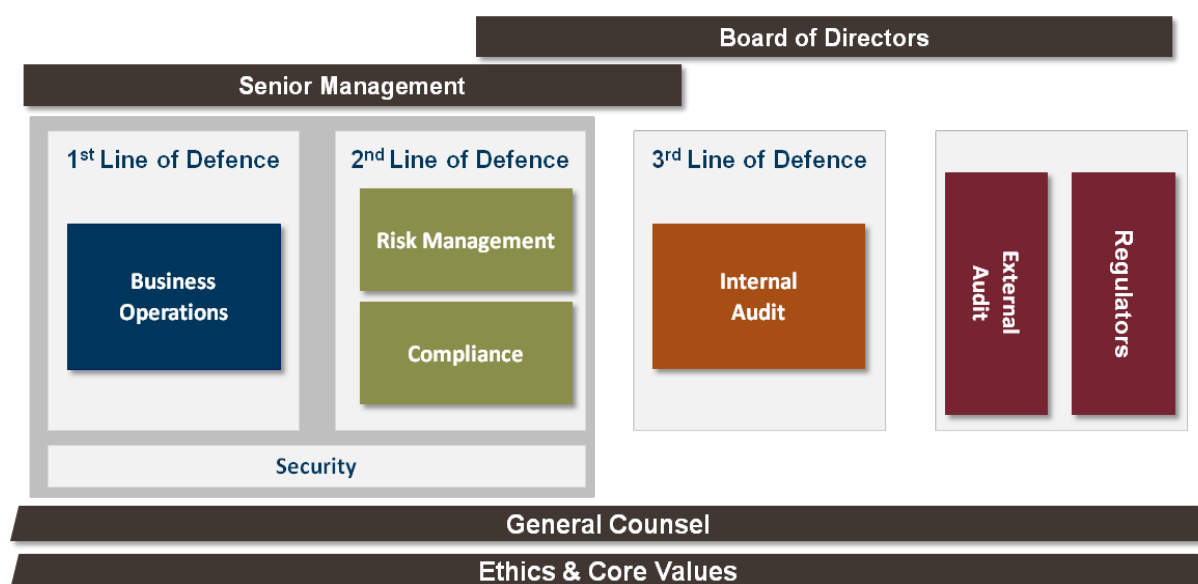 Board of Directors
Senior Management
1st Line of Defence
2nd Line of Defence
3rd Line of Defence
Business
Operations
Risk Management
Compliance
Internal
Audit
External
Audit
Regulators
Security
General Counsel
Ethics & Core Values